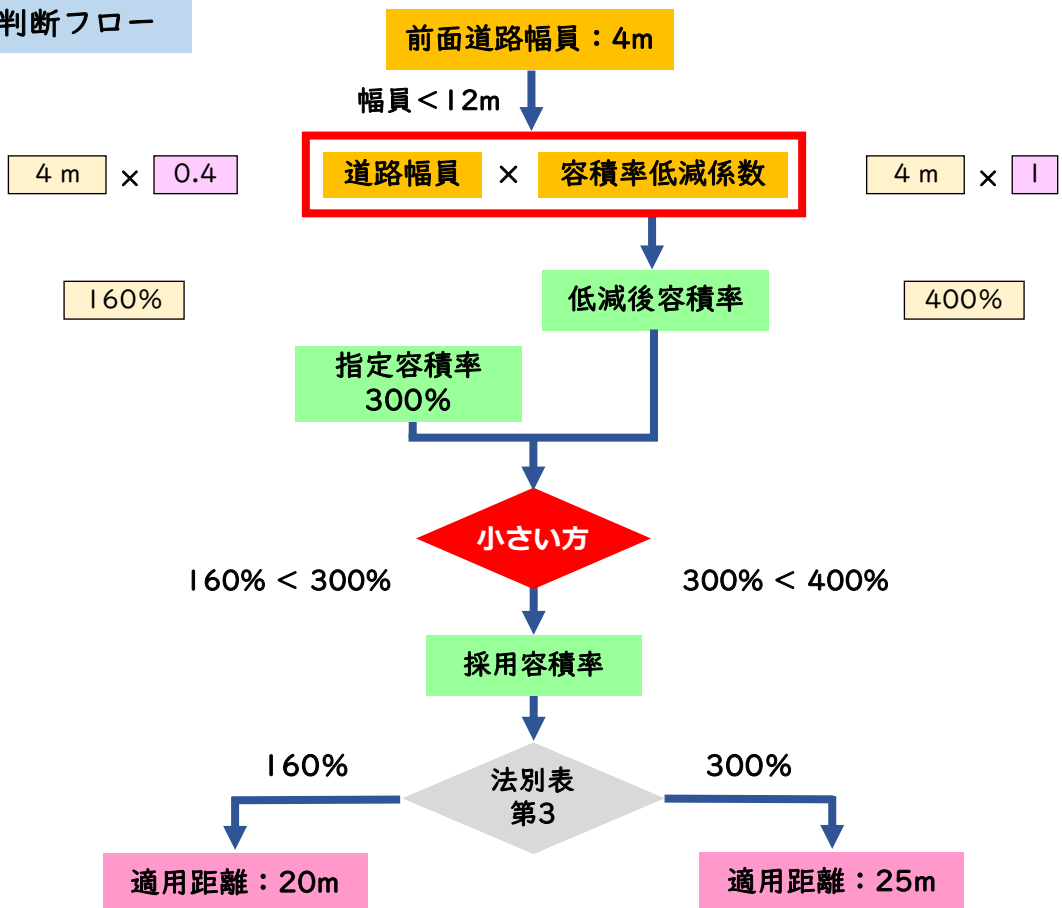 判断フロー
前面道路幅員：4m
幅員＜12m
4 m × 0.4
道路幅員 × 容積率低減係数
4 m × 1
160%
低減後容積率
400%
指定容積率
300%
小さい方
160% < 300%
300% < 400%
採用容積率
160%
法別表
第3
300%
適用距離：20m
適用距離：25m